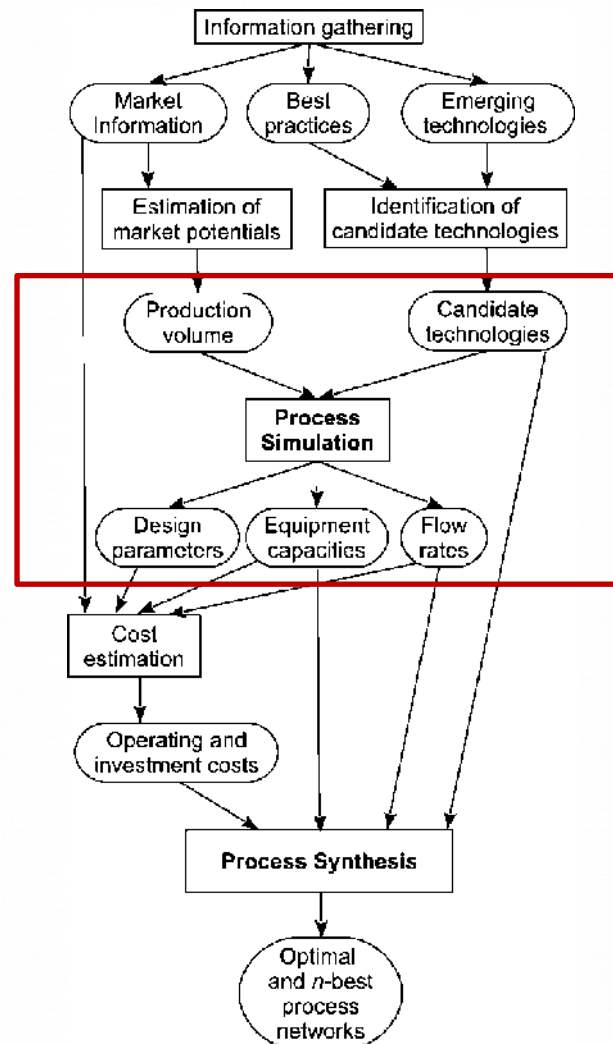 Information gathering
Market
Information
Best
practices
Emerging
technologies
Estimation of
market potentials
Identification of
candidate technologies
Production
volume
Candidate
technologies
Process
Simulation
Design
parameters
Equipment
capacities
Flow
rates
Cost
estimation
Operating and
investment costs
Process Synthesis
Optimal
and n-best
process
networks